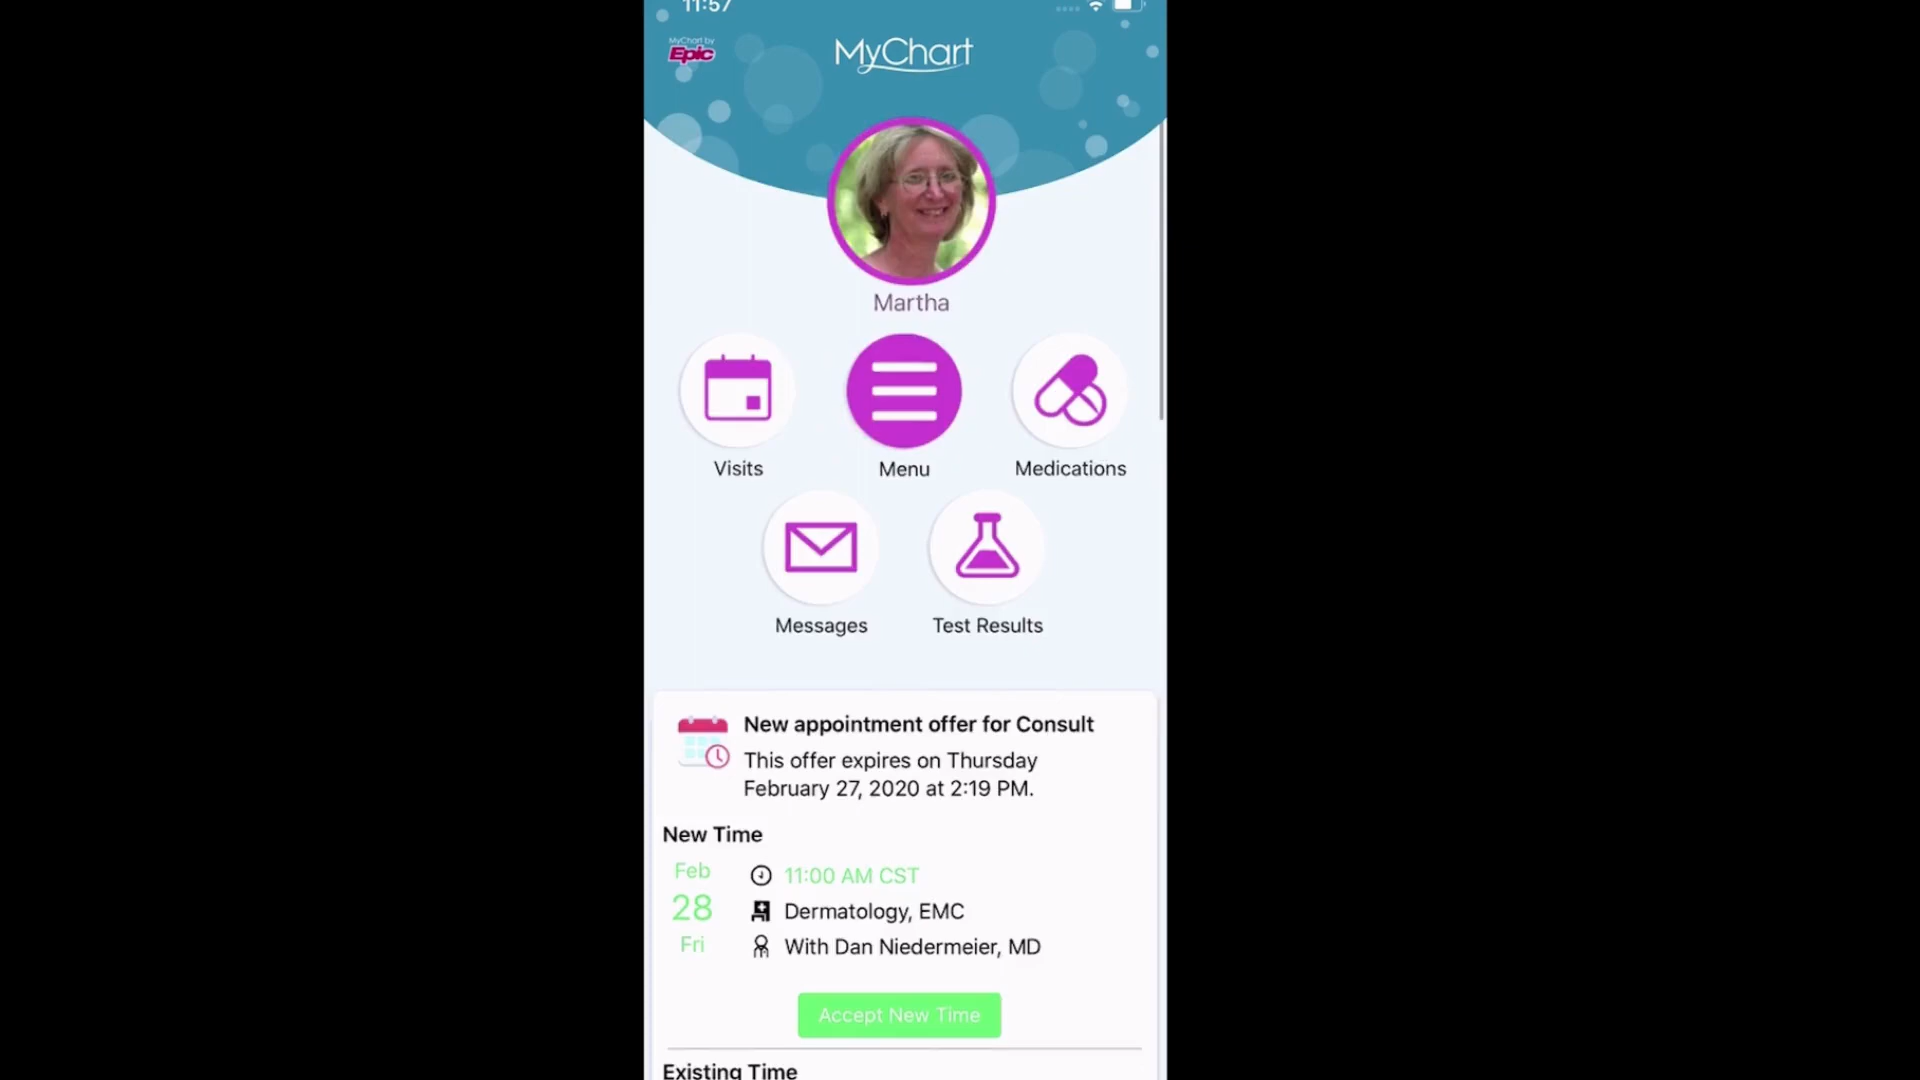 11:57
MyChart by
Epic
MyChart
Martha
Visits
Menu
Medications
Messages
Test Results
New appointment offer for Consult
This offer expires on Thursday
February 27, 2020 at 2:19 PM.
New Time
Feb
28
Fri
11:00 AM CST
Dermatology, EMC
With Dan Niedermeier, MD
Accept New Time
Existing Time